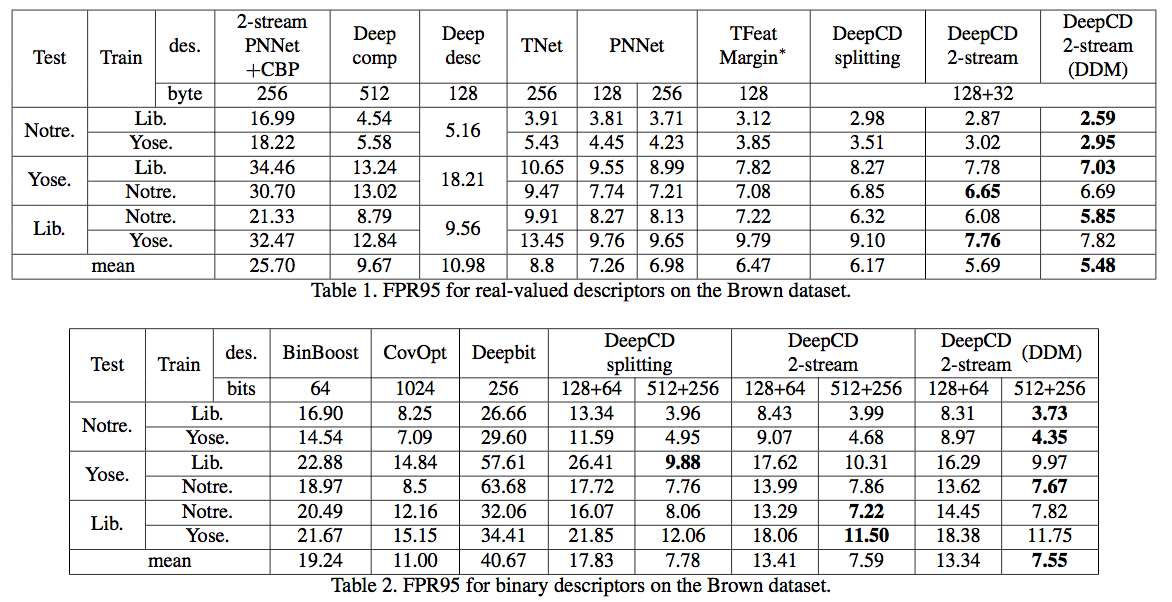 Test Train des. 2-stream PNNet +CBP Deep comp Deep desc TNet PNNet TFeat Margin* DeepCD splitting DeepCD 2-stream DeepCD 2-stream (DDM)
byte 256 512 128 256 128 256 128 128+32
Notre. Lib. 16.99 4.54 5.16 3.91 3.81 3.71 3.12 2.98 2.87 2.59
Yose. 18.22 5.58 5.43 4.45 4.23 3.85 3.51 3.02 2.95
Yose. Lib. 34.46 13.24 18.21 10.65 9.55 8.99 7.82 8.27 7.78 7.03
Notre. 30.70 13.02 9.47 7.74 7.21 7.08 6.85 6.65 6.69
Lib. Notre. 21.33 8.79 9.56 9.91 8.27 8.13 7.22 6.32 6.08 5.85
Yose. 32.47 12.84 13.45 9.76 9.65 9.79 9.10 7.76 7.82
mean 25.70 9.67 10.98 8.8 7.26 6.98 6.47 6.17 5.69 5.48
Table 1. FPR95 for real-valued descriptors on the Brown dataset.
Test Train des. BinBoost CovOpt Deepbit DeepCD splitting DeepCD 2-stream DeepCD 2-stream (DDM)
bits 64 1024 256 128+64 512+256 128+64 512+256 128+64 512+256
Notre. Lib. 16.90 8.25 26.66 13.34 3.96 8.43 3.99 8.31 3.73
Yose. 14.54 7.09 29.60 11.59 4.95 9.07 4.68 8.97 4.35
Yose. Lib. 22.88 14.84 57.61 26.41 9.88 17.62 10.31 16.29 9.97
Notre. 18.97 8.5 63.68 17.72 7.76 13.99 7.86 13.62 7.67
Lib. Notre. 20.49 12.16 32.06 16.07 8.06 13.29 7.22 14.45 7.82
Yose. 21.67 15.15 34.41 21.85 12.06 18.06 11.50 18.38 11.75
mean 19.24 11.00 40.67 17.83 7.78 13.41 7.59 13.34 7.55
Table 2. FPR95 for binary descriptors on the Brown dataset.